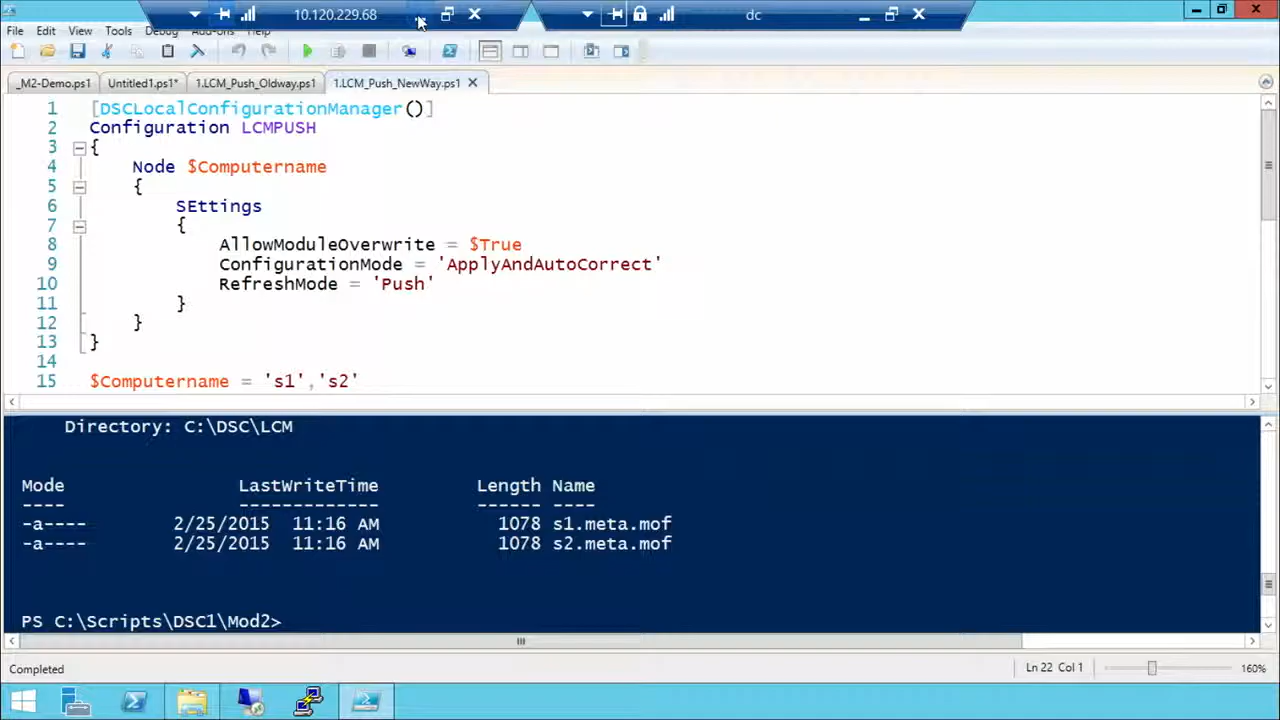 10.120.229.68
dc
File Edit View Tools Debug Add-ons Help
_M2-Demo.ps1 Untitled1.ps1* 1.LCM_Push_Oldway.ps1 1.LCM_Push_NewWay.ps1
1 [DSCLocalConfigurationManager()]
2 Configuration LCMPUSH
3 {
4 Node $Computername
5 {
6 SEttings
7 {
8 AllowModuleOverwrite = $True
9 ConfigurationMode = 'ApplyAndAutoCorrect'
10 RefreshMode = 'Push'
11 }
12 }
13 }
14
15 $Computername = 's1','s2'
Directory: C:\DSC\LCM
Mode LastWriteTime Length Name
---- ------------- ------ ----
-a---- 2/25/2015 11:16 AM 1078 s1.meta.mof
-a---- 2/25/2015 11:16 AM 1078 s2.meta.mof
PS C:\Scripts\DSC1\Mod2>
Completed
Ln 22 Col 1
160%